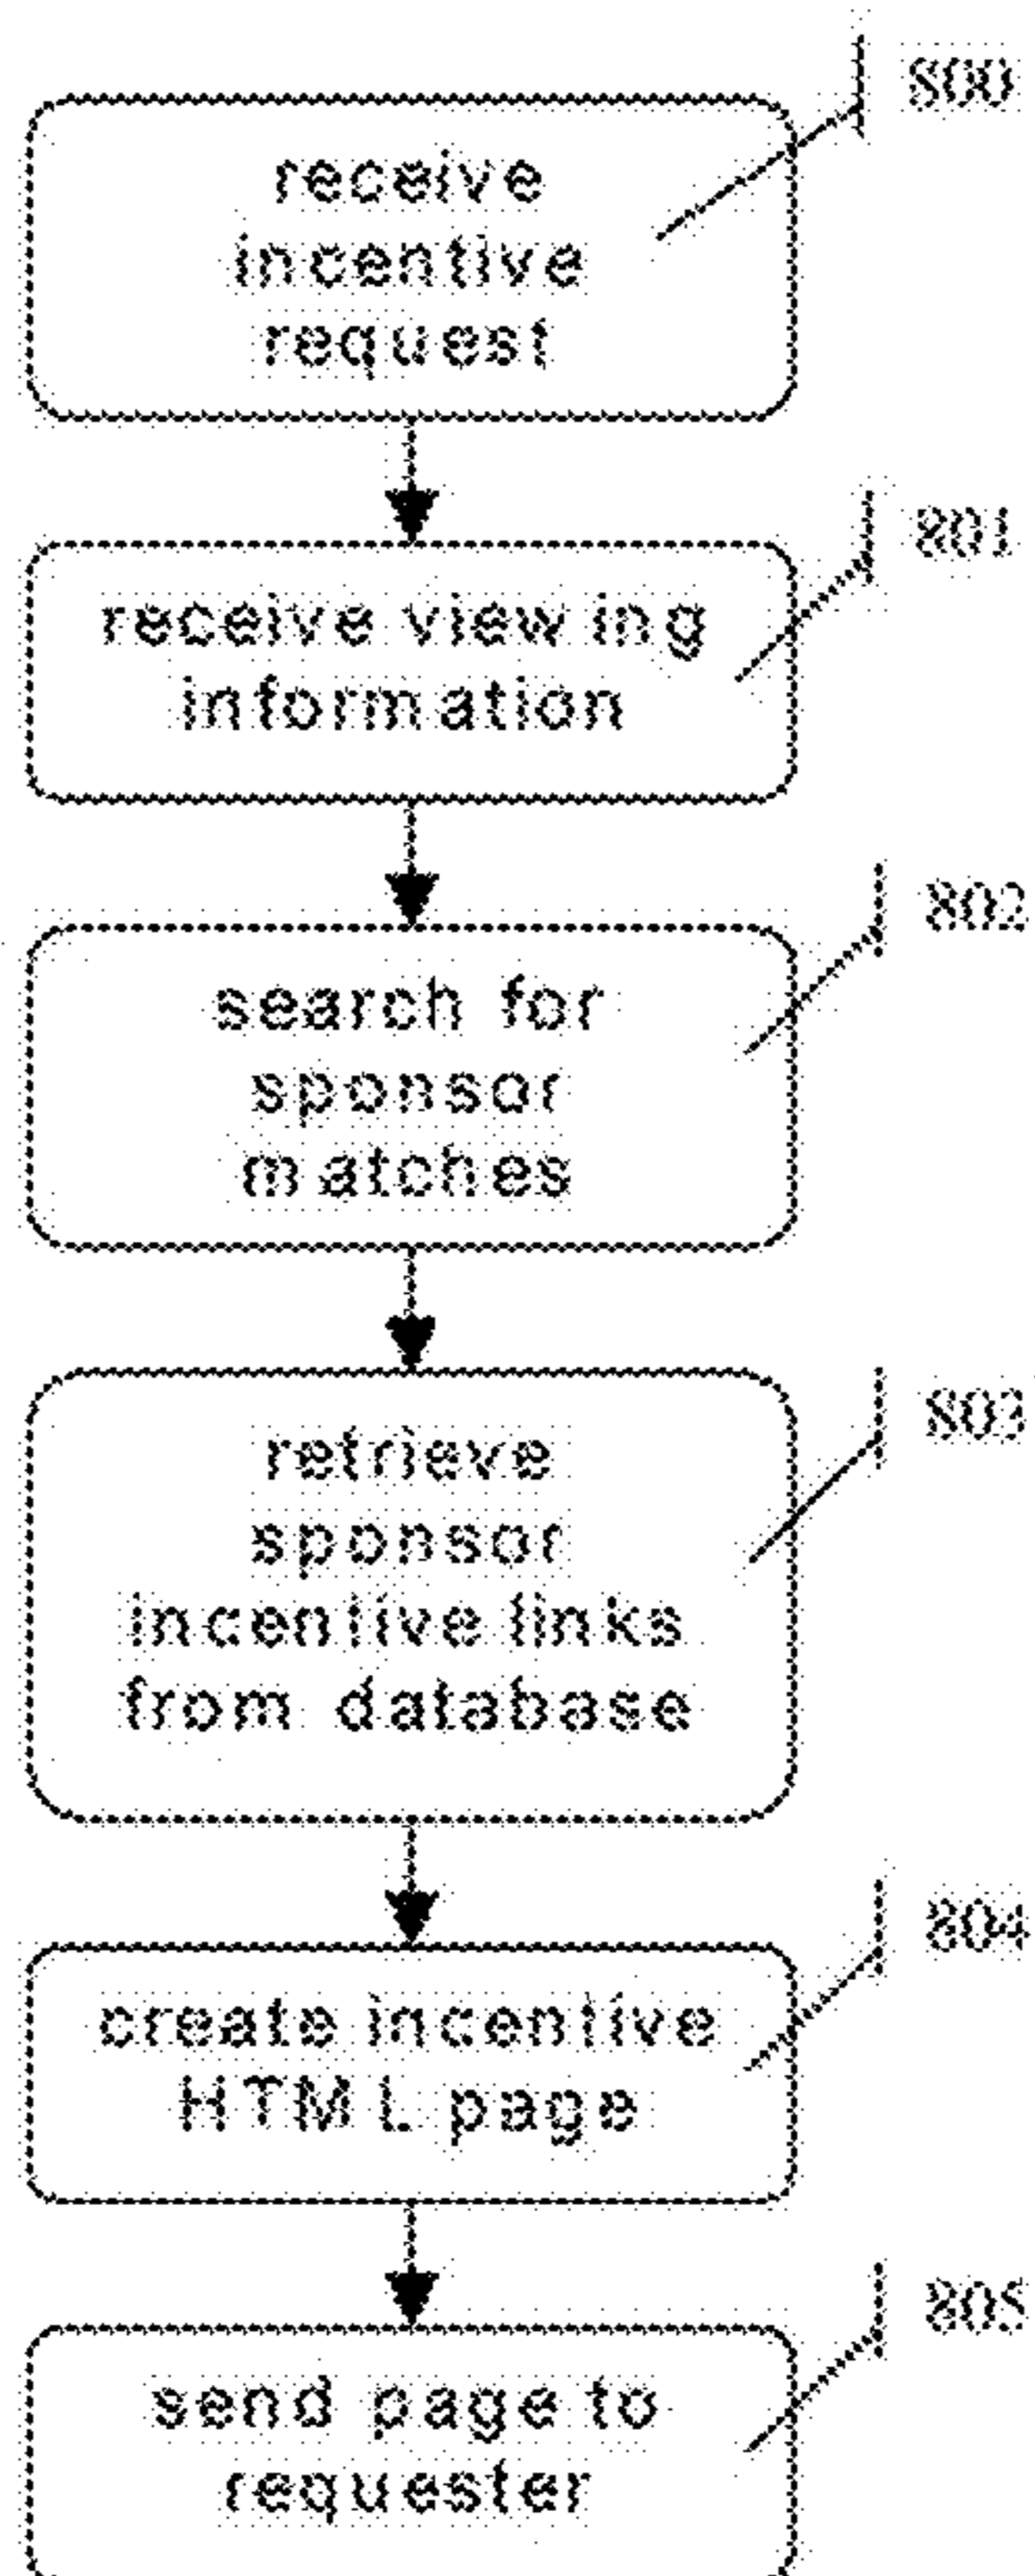 800
receive
incentive
request
801
receive viewing
information
802
search for
sponsor
matches
803
retrieve
sponsor
incentive links
from database
804
create incentive
HTML page
805
send page to
requester